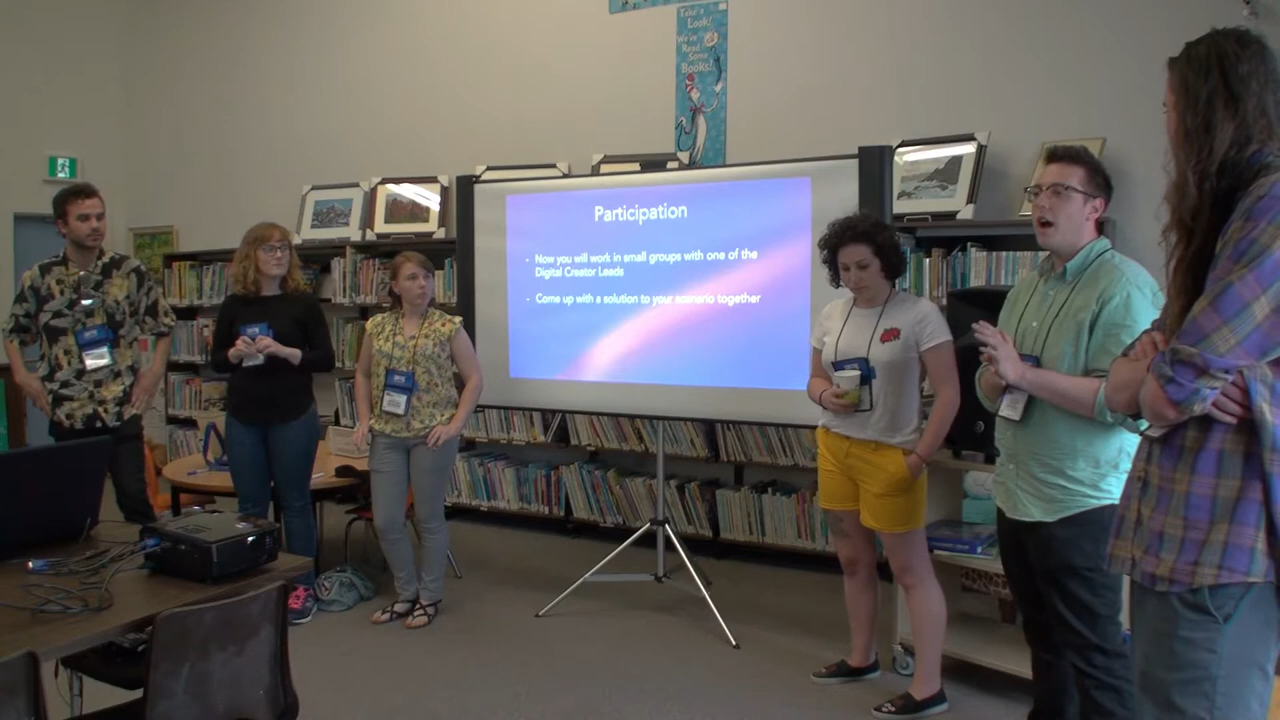 Take a
Look!
We've
Read
Some
Books!
Participation
- Now you will work in small groups with one of the
Digital Creator Leads
- Come up with a solution to your scenario together